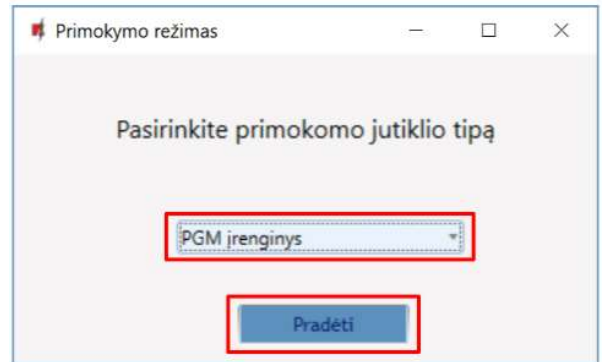 Primokymo režimas
Pasirinkite primokomo jutiklio tipą
PGM įrenginys
Pradėti